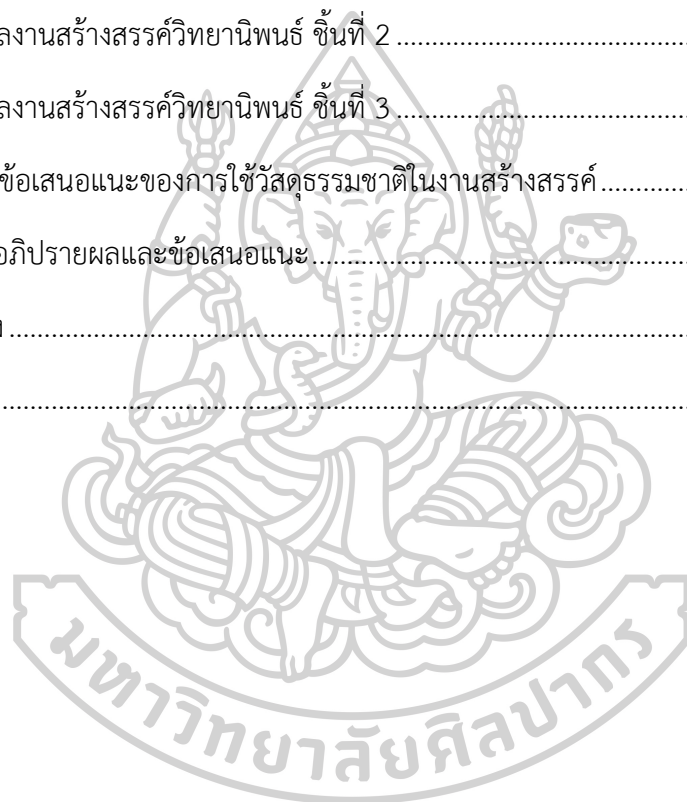 ลงานสร้างสรรค์วิทยานิพนธ์ ชิ้นที่ 2 ......................................................
ลงานสร้างสรรค์วิทยานิพนธ์ ชิ้นที่ 3 ......................................................
ข้อเสนอแนะของการใช้วัสดุธรรมชาติในงานสร้างสรรค์ ...............
อภิปรายผลและข้อเสนอแนะ ....................................................................
มหาวิทยาลัยศิลปากร